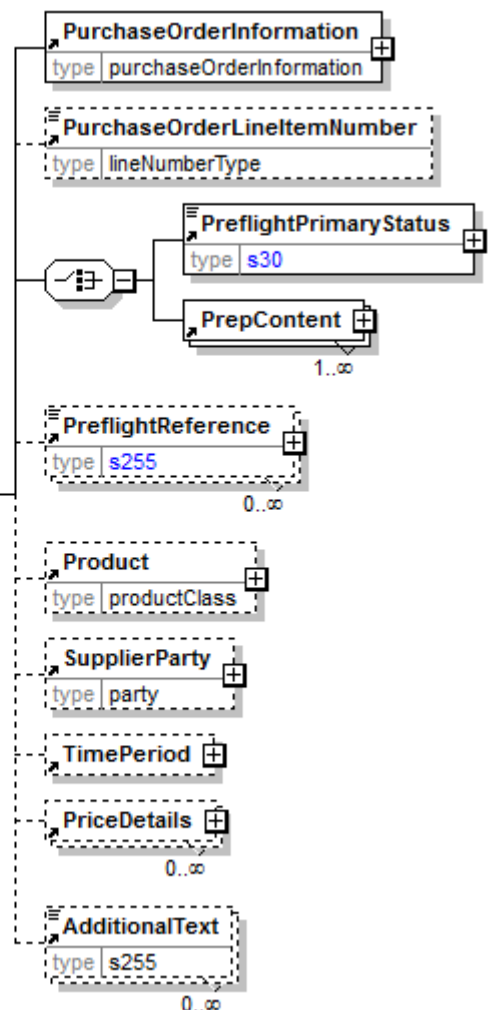 PurchaseOrderInformation
type purchaseOrderInformation
PurchaseOrderLineItemNumber
type lineNumberType
PreflightPrimaryStatus
type s30
PrepContent
1..∞
PreflightReference
type s255
0..∞
Product
type productClass
SupplierParty
type party
TimePeriod
PriceDetails
0..∞
AdditionalText
type s255
0..∞